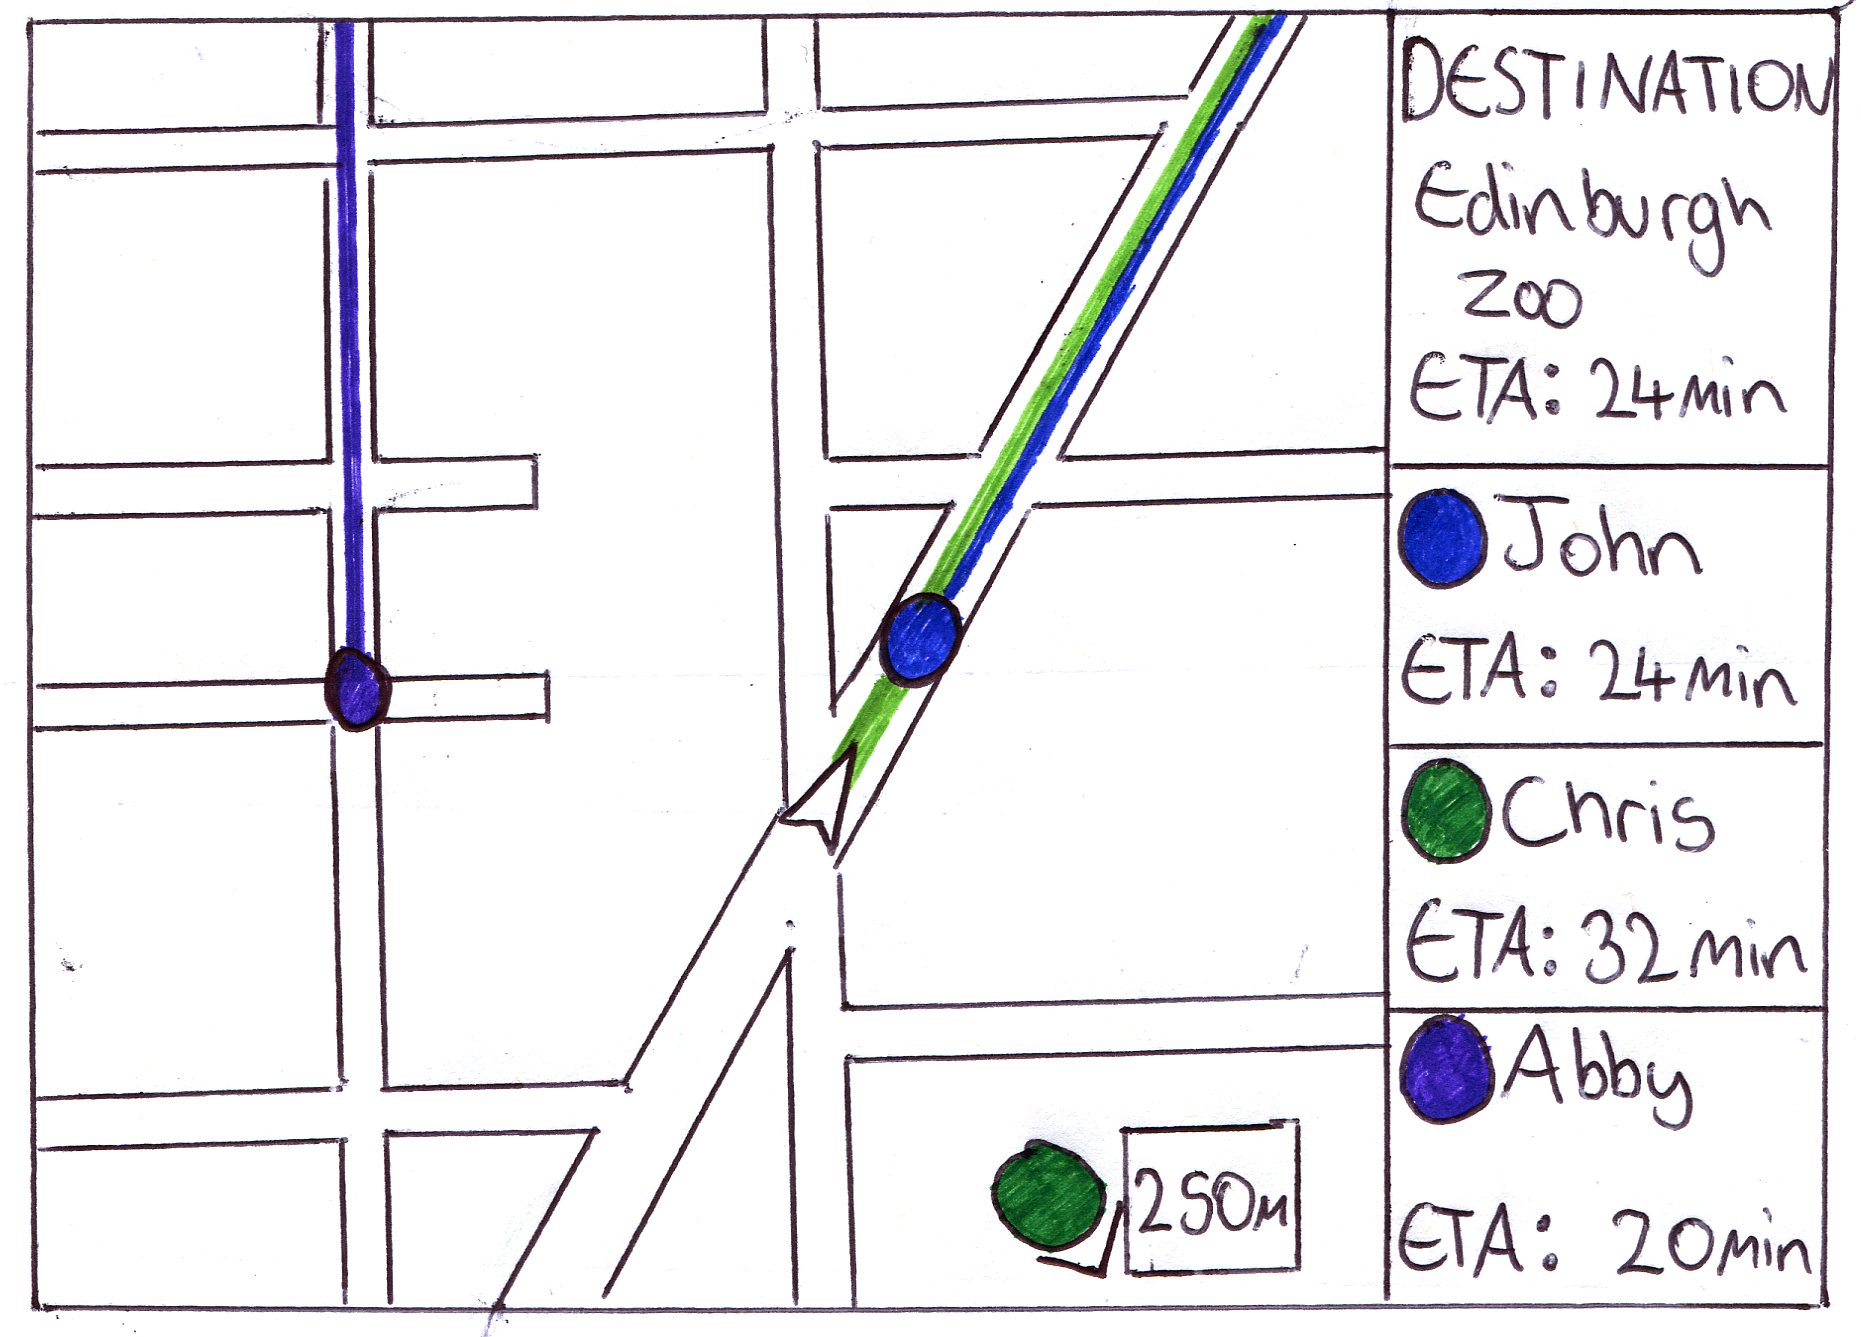 DESTINATION
Edinburgh
Zoo
ETA: 24min
John
ETA: 24min
Chris
ETA: 32min
Abby
ETA: 20min
250m